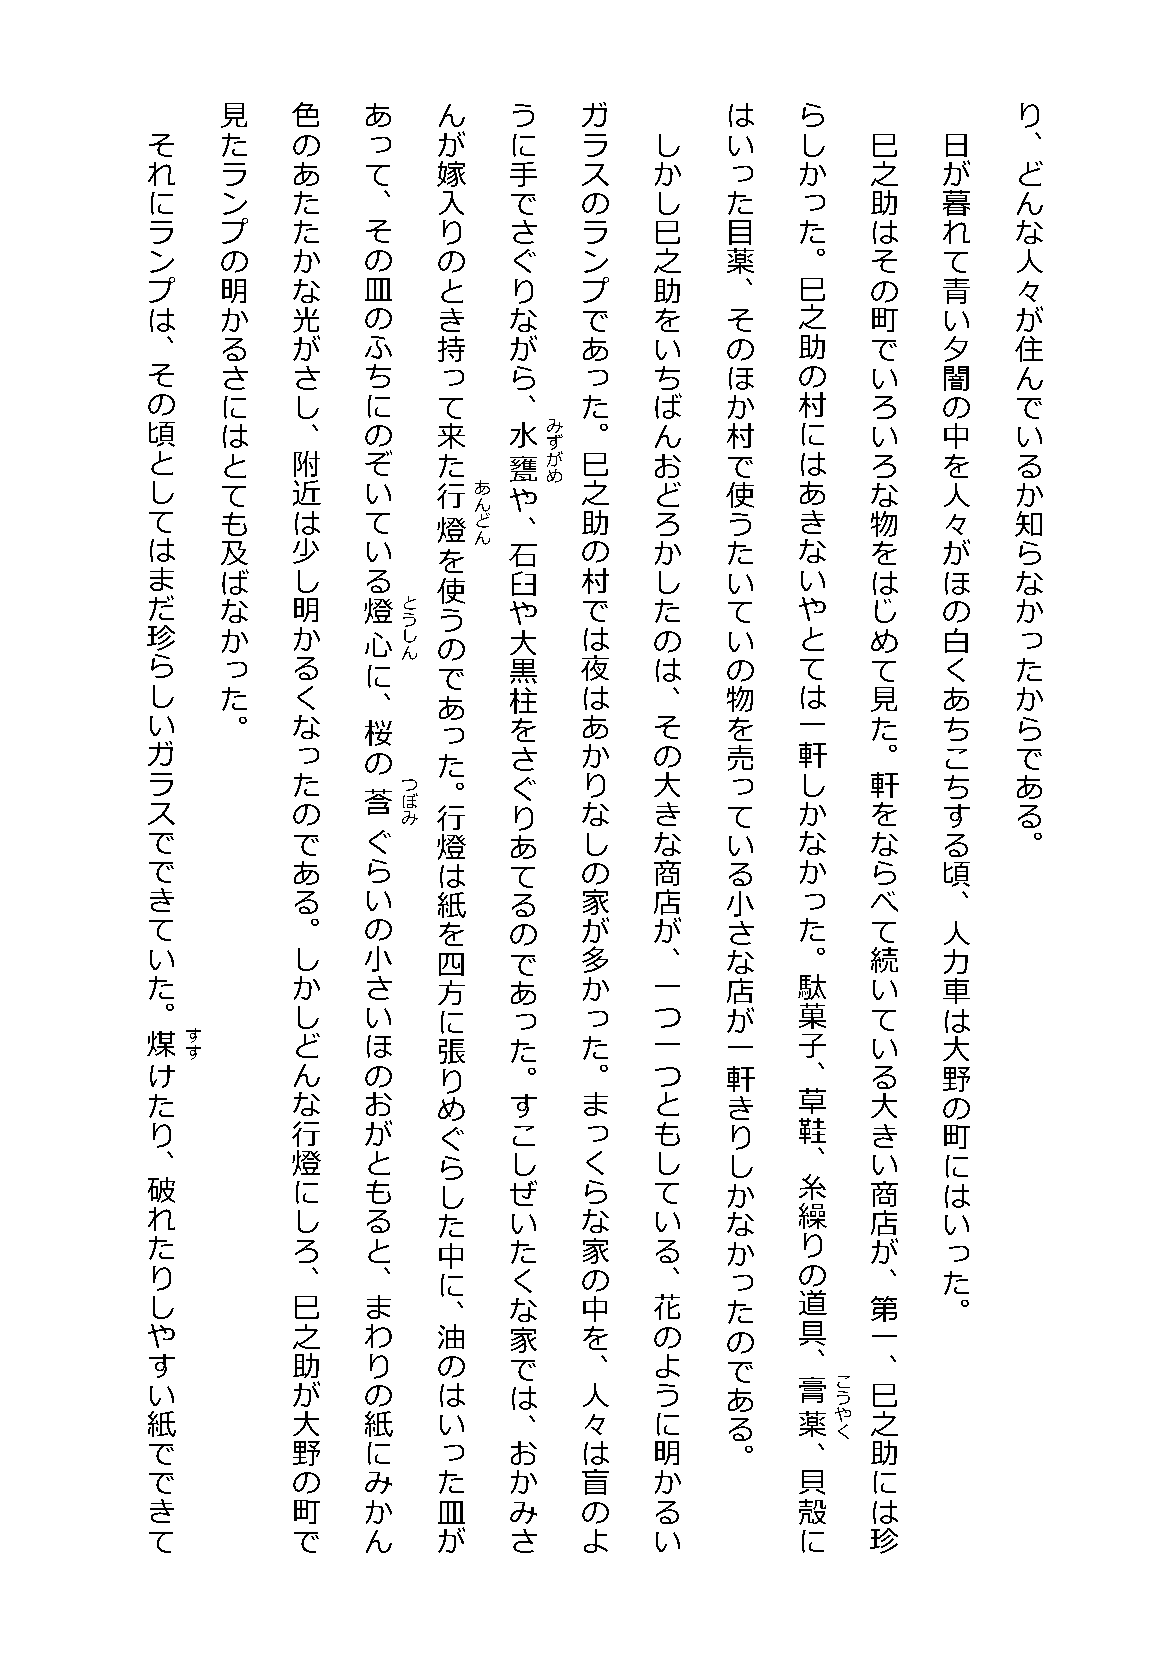 り、どんな人々が住んでいるか知らなかったからである。
　日が暮れて青い夕闇の中を人々がほの白くあちこちする頃、人力車は大野の町にはいった。
　巳之助はその町でいろいろな物をはじめて見た。軒をならべて続いている大きい商店が、第一、巳之助には珍
らしかった。巳之助の村にはあきないやとては一軒しかなかった。駄菓子、草鞋、糸繰りの道具、膏薬、貝殻に
はいった目薬、そのほか村で使うたいていの物を売っている小さな店が一軒きりしかなかったのである。
　しかし巳之助をいちばんおどろかしたのは、その大きな商店が、一つ一つともしている、花のように明かるい
ガラスのランプであった。巳之助の村では夜はあかりなしの家が多かった。まっくらな家の中を、人々は盲のよ
うに手でさぐりながら、水甕や、石臼や大黒柱をさぐりあてるのであった。すこしぜいたくな家では、おかみさ
んが嫁入りのとき持って来た行燈を使うのであった。行燈は紙を四方に張りめぐらした中に、油のはいった皿が
あって、その皿のふちにのぞいている燈心に、桜の莟ぐらいの小さいほのおがともると、まわりの紙にみかん
色のあたたかな光がさし、附近は少し明かるくなったのである。しかしどんな行燈にしろ、巳之助が大野の町で
見たランプの明かるさにはとても及ばなかった。
　それにランプは、その頃としてはまだ珍らしいガラスでできていた。煤けたり、破れたりしやすい紙でできて